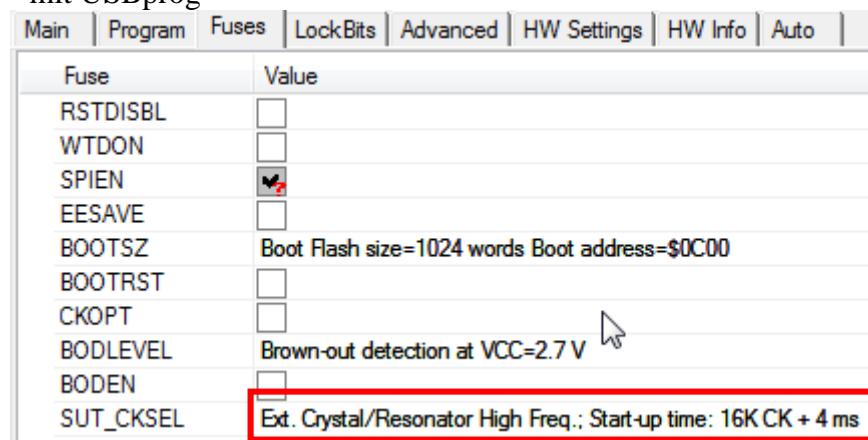 mit USBprog
Main Program Fuses LockBits Advanced HW Settings HW Info Auto
Fuse Value
RSTDISBL
WTDON
SPIEN
EESAVE
BOOTSZ Boot Flash size=1024 words Boot address=$0C00
BOOTRST
CKOPT
BODLEVEL Brown-out detection at VCC=2.7 V
BODEN
SUT_CKSEL Ext. Crystal/Resonator High Freq.; Start-up time: 16K CK + 4 ms